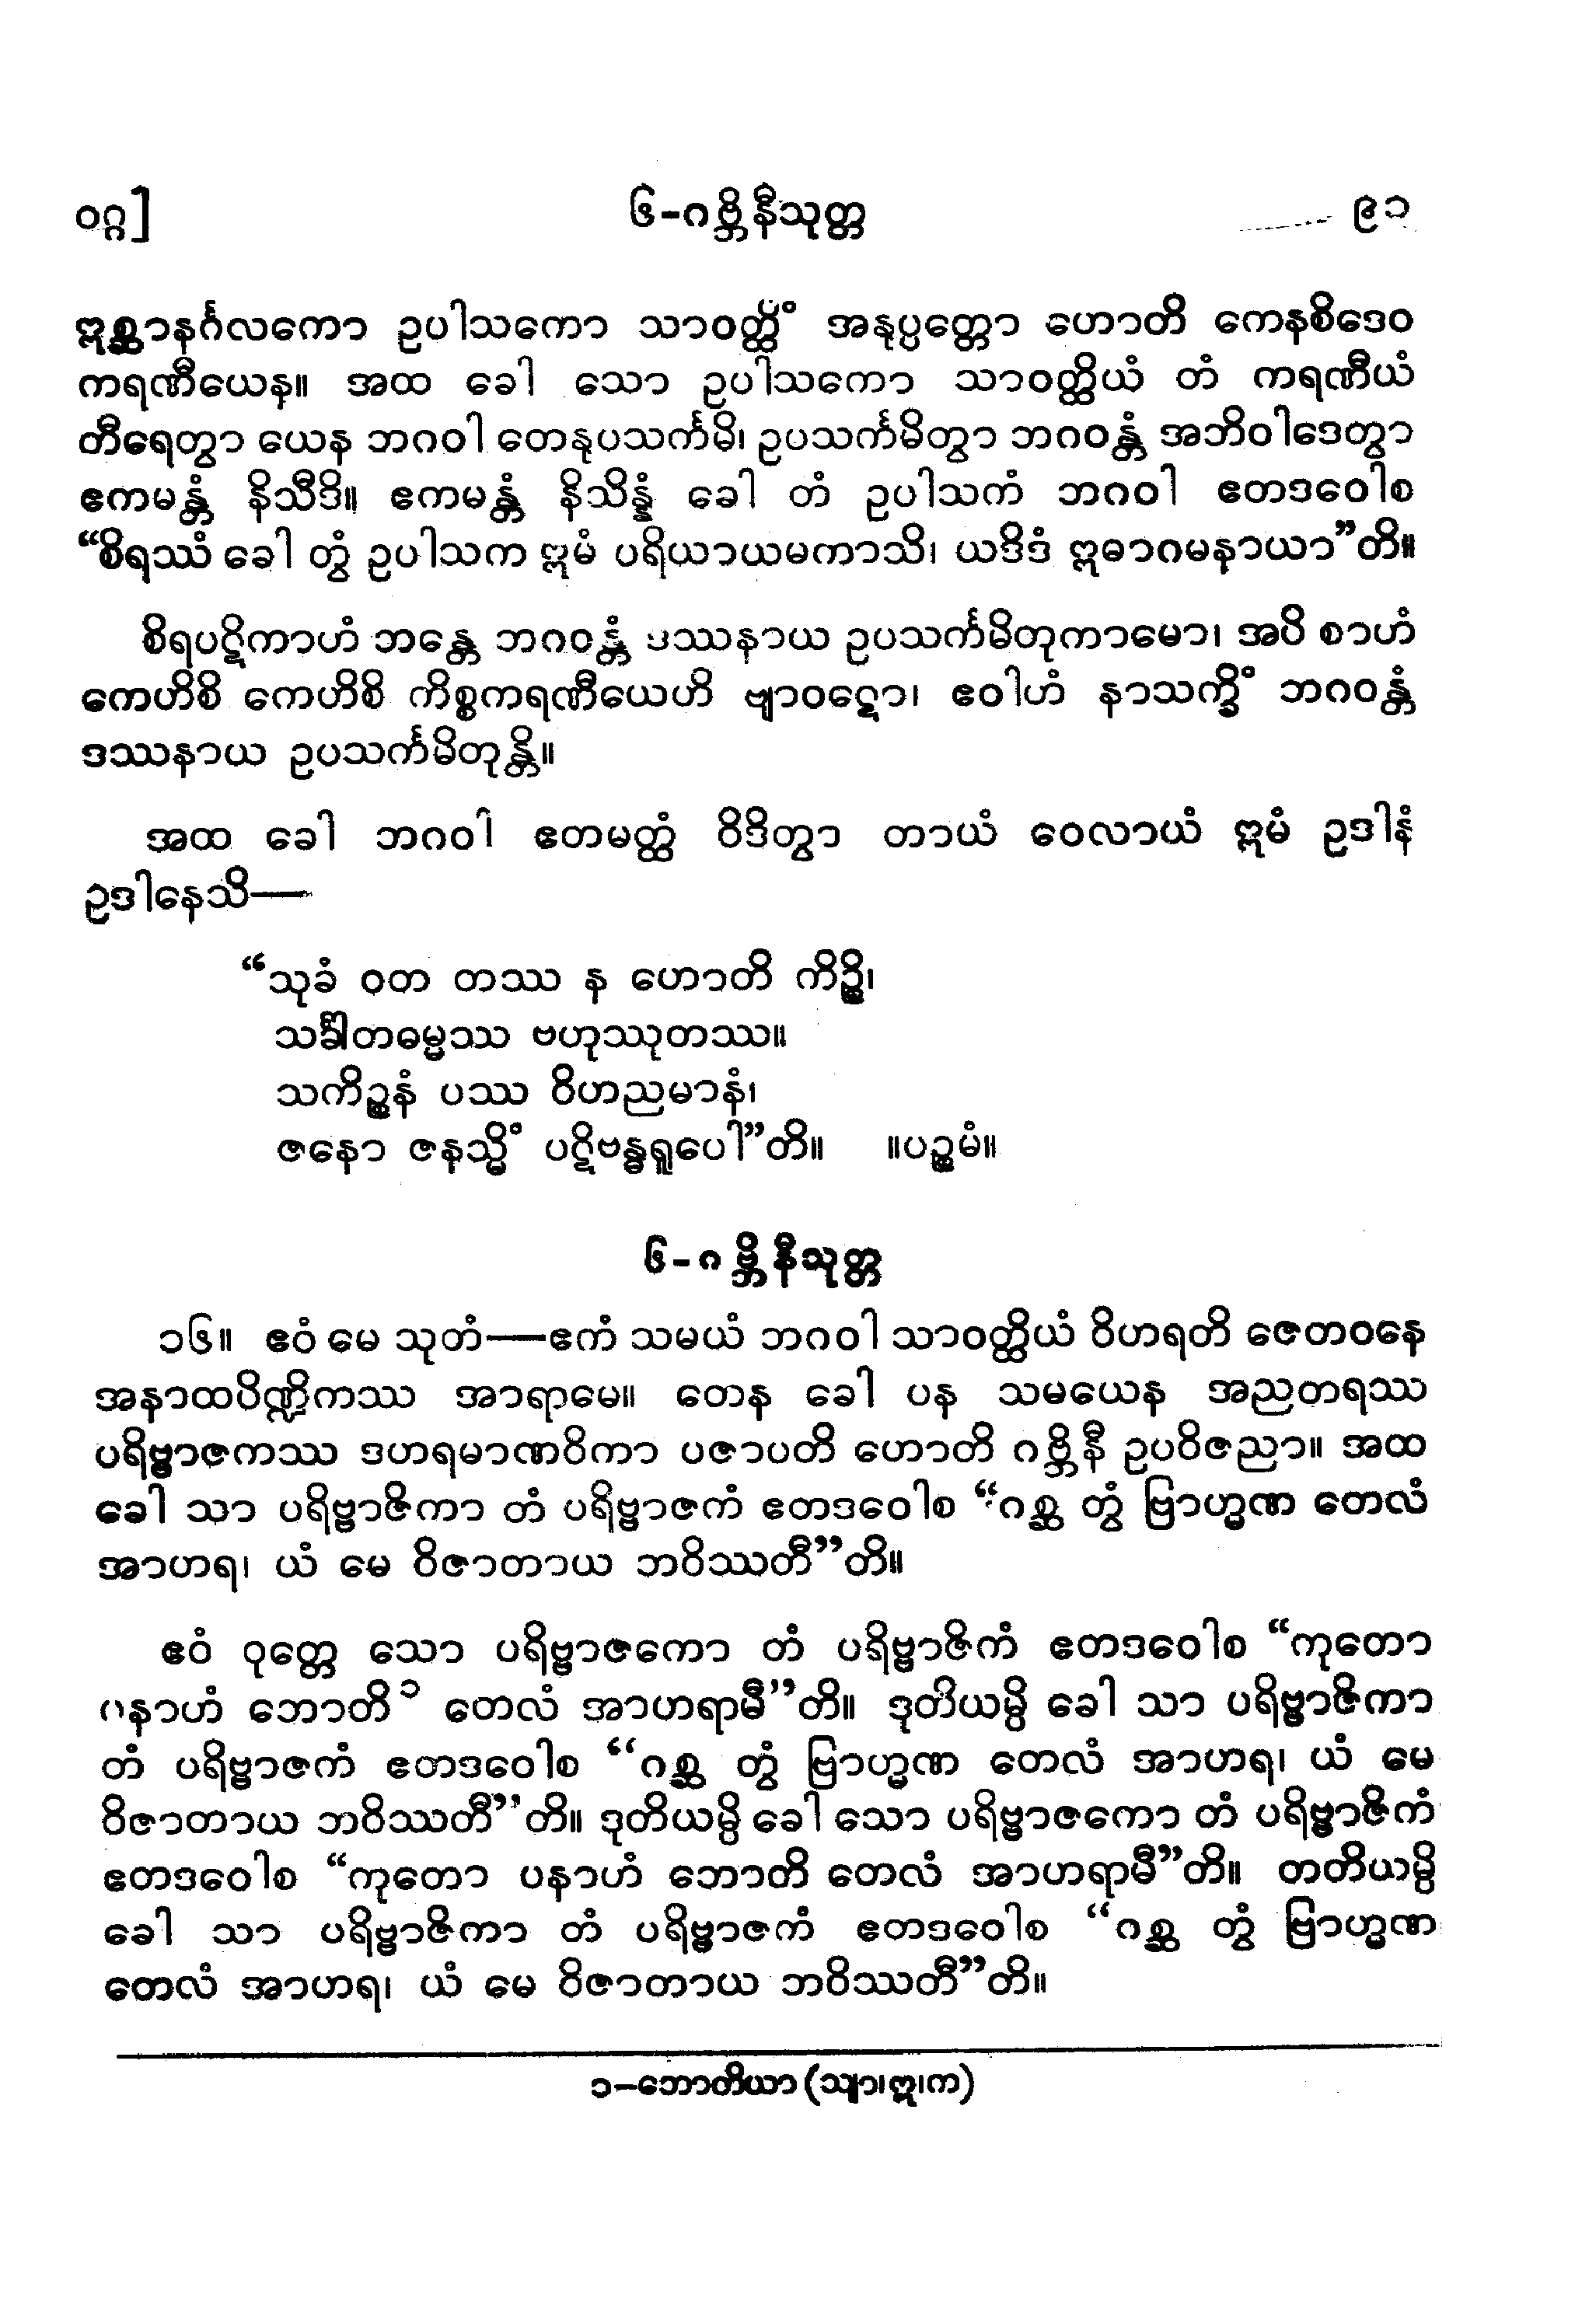 ဝဂ္ဂ]
၆-ဂဗ္ဘိနီသုတ္တ
၉၁
ဣစ္ဆာနင်္ဂလကော ဥပါသကော သာဝတ္ထိံ အနုပ္ပတ္တော ဟောတိ ကေနစိဒေဝ
ကရဏီယေန။ အထ ခေါ သော ဥပါသကော သာဝတ္ထိယံ တံ ကရဏီယံ
တီရေတွာ ယေန ဘဂဝါ တေနုပသင်္ကမိ၊ ဥပသင်္ကမိတွာ ဘဂဝန္တံ အဘိဝါဒေတွာ
ဧကမန္တံ နိသီဒိ။ ဧကမန္တံ နိသိန္နံ ခေါ တံ ဥပါသကံ ဘဂဝါ ဧတဒဝေါစ
“စိရဿံ ခေါ တွံ ဥပါသက ဣမံ ပရိယာယမကာသိ၊ ယဒိဒံ ဣဓာဂမနာယာ”တိ။
စိရပဋိကာဟံ ဘန္တေ ဘဂဝန္တံ ဒဿနာယ ဥပသင်္ကမိတုကာမော၊ အပိ စာဟံ
ကေဟိစိ ကေဟိစိ ကိစ္စကရဏီယေဟိ ဗျာဝဋော၊ ဧဝါဟံ နာသက္ခိံ ဘဂဝန္တံ
ဒဿနာယ ဥပသင်္ကမိတုန္တိ။
အထ ခေါ ဘဂဝါ ဧတမတ္ထံ ဝိဒိတွာ တာယံ ဝေလာယံ ဣမံ ဥဒါနံ
ဥဒါနေသိ—
“သုခံ ဝတ တဿ န ဟောတိ ကိဉ္စိ၊
သင်္ခါတဓမ္မဿ ဗဟုဿုတဿ။
သကိဉ္စနံ ပဿ ဝိဟညမာနံ၊
ဇနော ဇနသ္မိံ ပဋိဗန္ဓရူပေါ”တိ။ ။ပဉ္စမံ။
၆-ဂဗ္ဘိနီသုတ္တ
၁၆။ ဧဝံ မေ သုတံ—ဧကံ သမယံ ဘဂဝါ သာဝတ္ထိယံ ဝိဟရတိ ဇေတဝနေ
အနာထပိဏ္ဍိကဿ အာရာမေ။ တေန ခေါ ပန သမယေန အညတရဿ
ပရိဗ္ဗာဇကဿ ဒဟရမာဏဝိကာ ပဇာပတိ ဟောတိ ဂဗ္ဘိနီ ဥပဝိဇညာ။ အထ
ခေါ သာ ပရိဗ္ဗာဇိကာ တံ ပရိဗ္ဗာဇကံ ဧတဒဝေါစ “ဂစ္ဆ တွံ ဗြာဟ္မဏ တေလံ
အာဟရ၊ ယံ မေ ဝိဇာတာယ ဘဝိဿတီ”တိ။
ဧဝံ ဝုတ္တေ သော ပရိဗ္ဗာဇကော တံ ပရိဗ္ဗာဇိကံ ဧတဒဝေါစ “ကုတော
ပနာဟံ ဘောတိ ၁ တေလံ အာဟရာမီ”တိ။ ဒုတိယမ္ပိ ခေါ သာ ပရိဗ္ဗာဇိကာ
တံ ပရိဗ္ဗာဇကံ ဧတဒဝေါစ “ဂစ္ဆ တွံ ဗြာဟ္မဏ တေလံ အာဟရ၊ ယံ မေ
ဝိဇာတာယ ဘဝိဿတီ”တိ။ ဒုတိယမ္ပိ ခေါ သော ပရိဗ္ဗာဇကော တံ ပရိဗ္ဗာဇိကံ
ဧတဒဝေါစ “ကုတော ပနာဟံ ဘောတိ တေလံ အာဟရာမီ”တိ။ တတိယမ္ပိ
ခေါ သာ ပရိဗ္ဗာဇိကာ တံ ပရိဗ္ဗာဇကံ ဧတဒဝေါစ “ဂစ္ဆ တွံ ဗြာဟ္မဏ
တေလံ အာဟရ၊ ယံ မေ ဝိဇာတာယ ဘဝိဿတီ”တိ။
၁–ဘောတိယာ (သျာ၊ဣ၊က)